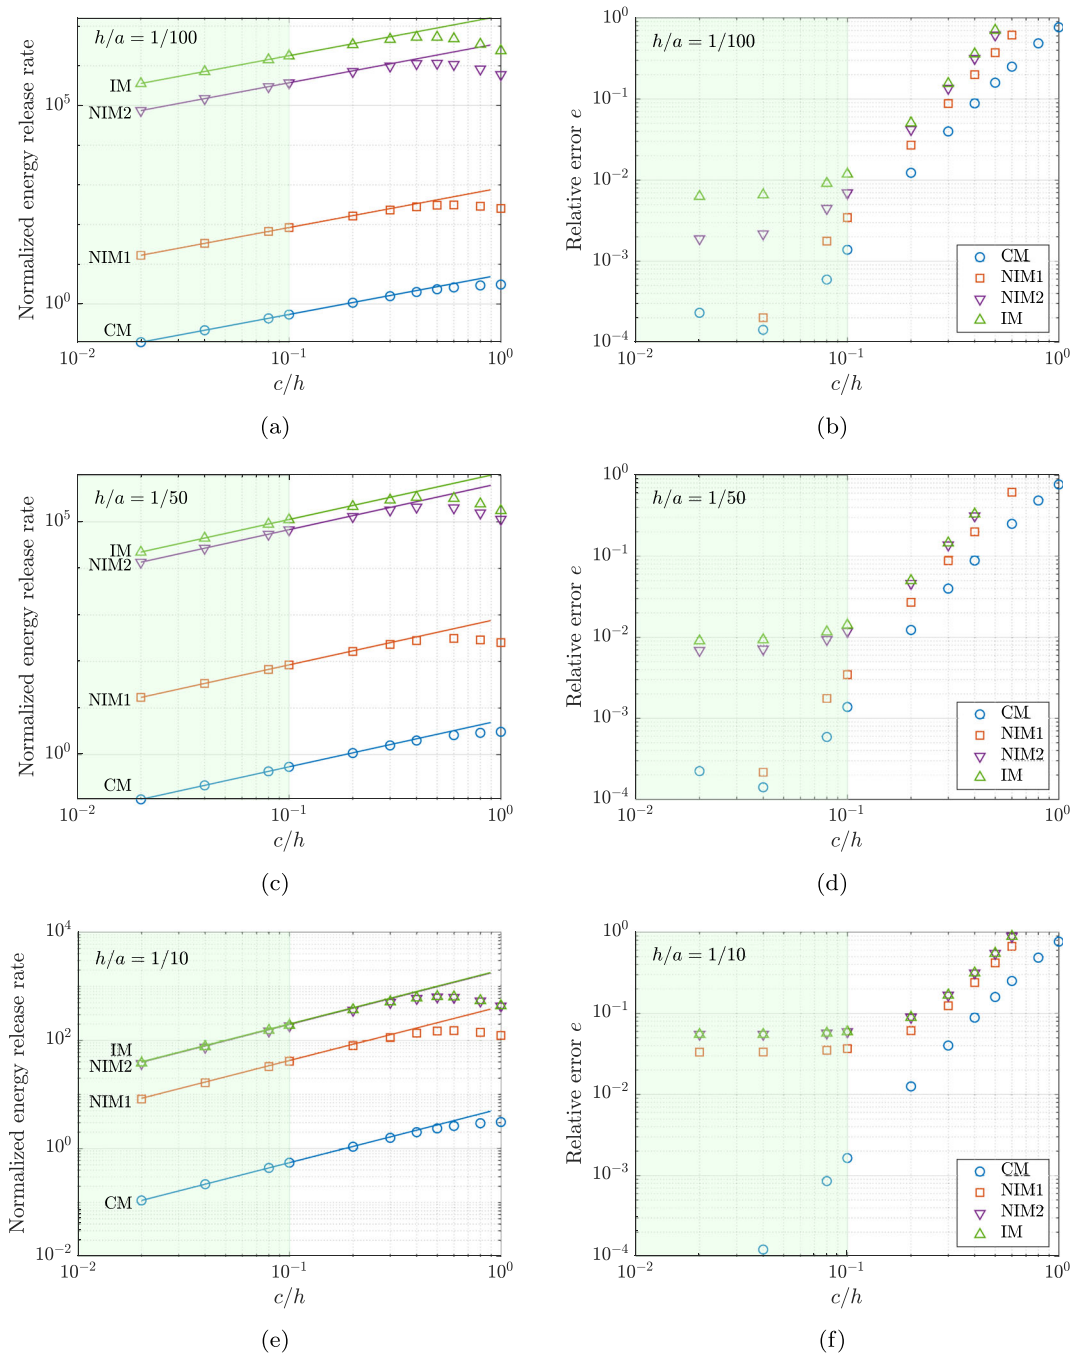 h/a = 1/100
Normalized energy release rate
10^5
10^0
IM
NIM2
NIM1
CM
10^-2
10^-1
10^0
c/h
(a)
h/a = 1/100
Relative error e
10^0
10^-1
10^-2
10^-3
10^-4
CM
NIM1
NIM2
IM
10^-2
10^-1
10^0
c/h
(b)
h/a = 1/50
Normalized energy release rate
10^5
10^0
IM
NIM2
NIM1
CM
10^-2
10^-1
10^0
c/h
(c)
h/a = 1/50
Relative error e
10^0
10^-1
10^-2
10^-3
10^-4
CM
NIM1
NIM2
IM
10^-2
10^-1
10^0
c/h
(d)
h/a = 1/10
Normalized energy release rate
10^4
10^2
10^0
10^-2
IM
NIM2
NIM1
CM
10^-2
10^-1
10^0
c/h
(e)
h/a = 1/10
Relative error e
10^0
10^-1
10^-2
10^-3
10^-4
CM
NIM1
NIM2
IM
10^-2
10^-1
10^0
c/h
(f)